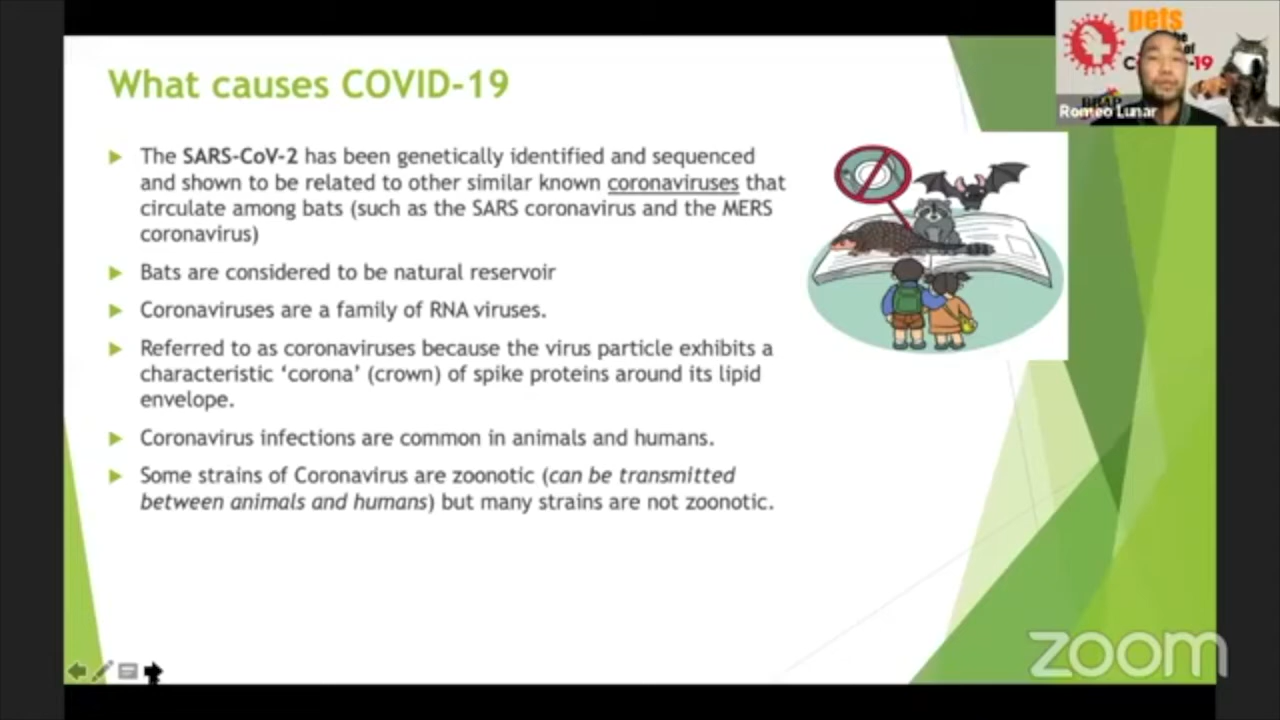 What causes COVID-19
The SARS-CoV-2 has been genetically identified and sequenced
and shown to be related to other similar known coronaviruses that
circulate among bats (such as the SARS coronavirus and the MERS
coronavirus)
Bats are considered to be natural reservoir
Coronaviruses are a family of RNA viruses.
Referred to as coronaviruses because the virus particle exhibits a
characteristic ‘corona’ (crown) of spike proteins around its lipid
envelope.
Coronavirus infections are common in animals and humans.
Some strains of Coronavirus are zoonotic (can be transmitted
between animals and humans) but many strains are not zoonotic.
pets
of
-19
Romeo Lunar
zoom